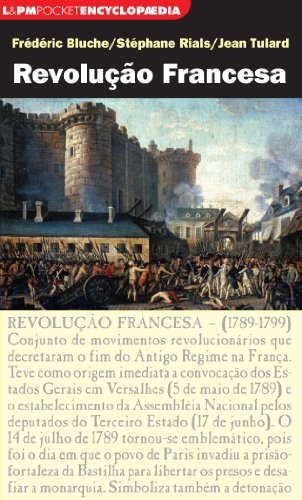 L&PMPOCKETENCYCLOPAEDIA
Frédéric Bluche/Stéphane Rials/Jean Tulard
Revolução Francesa
REVOLUÇÃO FRANCESA – (1789-1799)
Conjunto de movimentos revolucionários que
decretaram o fim do Antigo Regime na França.
Teve como origem imediata a convocação dos Es-
tados Gerais em Versalhes (5 de maio de 1789) e
o estabelecimento da Assembléia Nacional pelos
deputados do Terceiro Estado (17 de junho). O
14 de julho de 1789 tornou-se emblemático, pois
foi o dia em que o povo de Paris invadiu a prisão-
fortaleza da Bastilha para libertar os presos e desa-
fiar a monarquia. Simboliza também a detonação